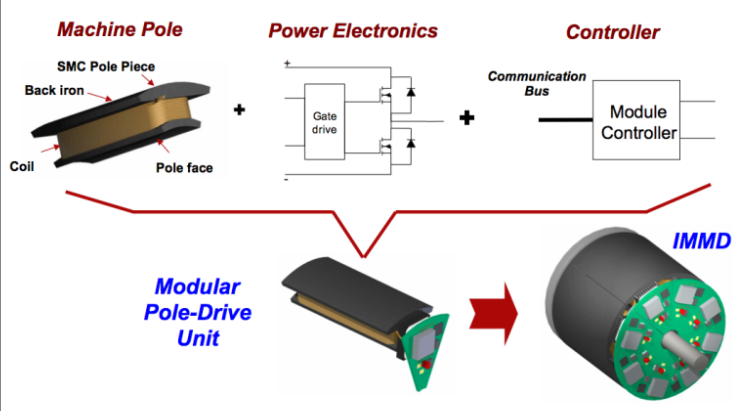 Machine Pole
Power Electronics
Controller
SMC Pole Piece
Back iron
Coil
Pole face
+
+
Gate
drive
-
+
Communication
Bus
Module
Controller
Modular
Pole-Drive
Unit
IMMD